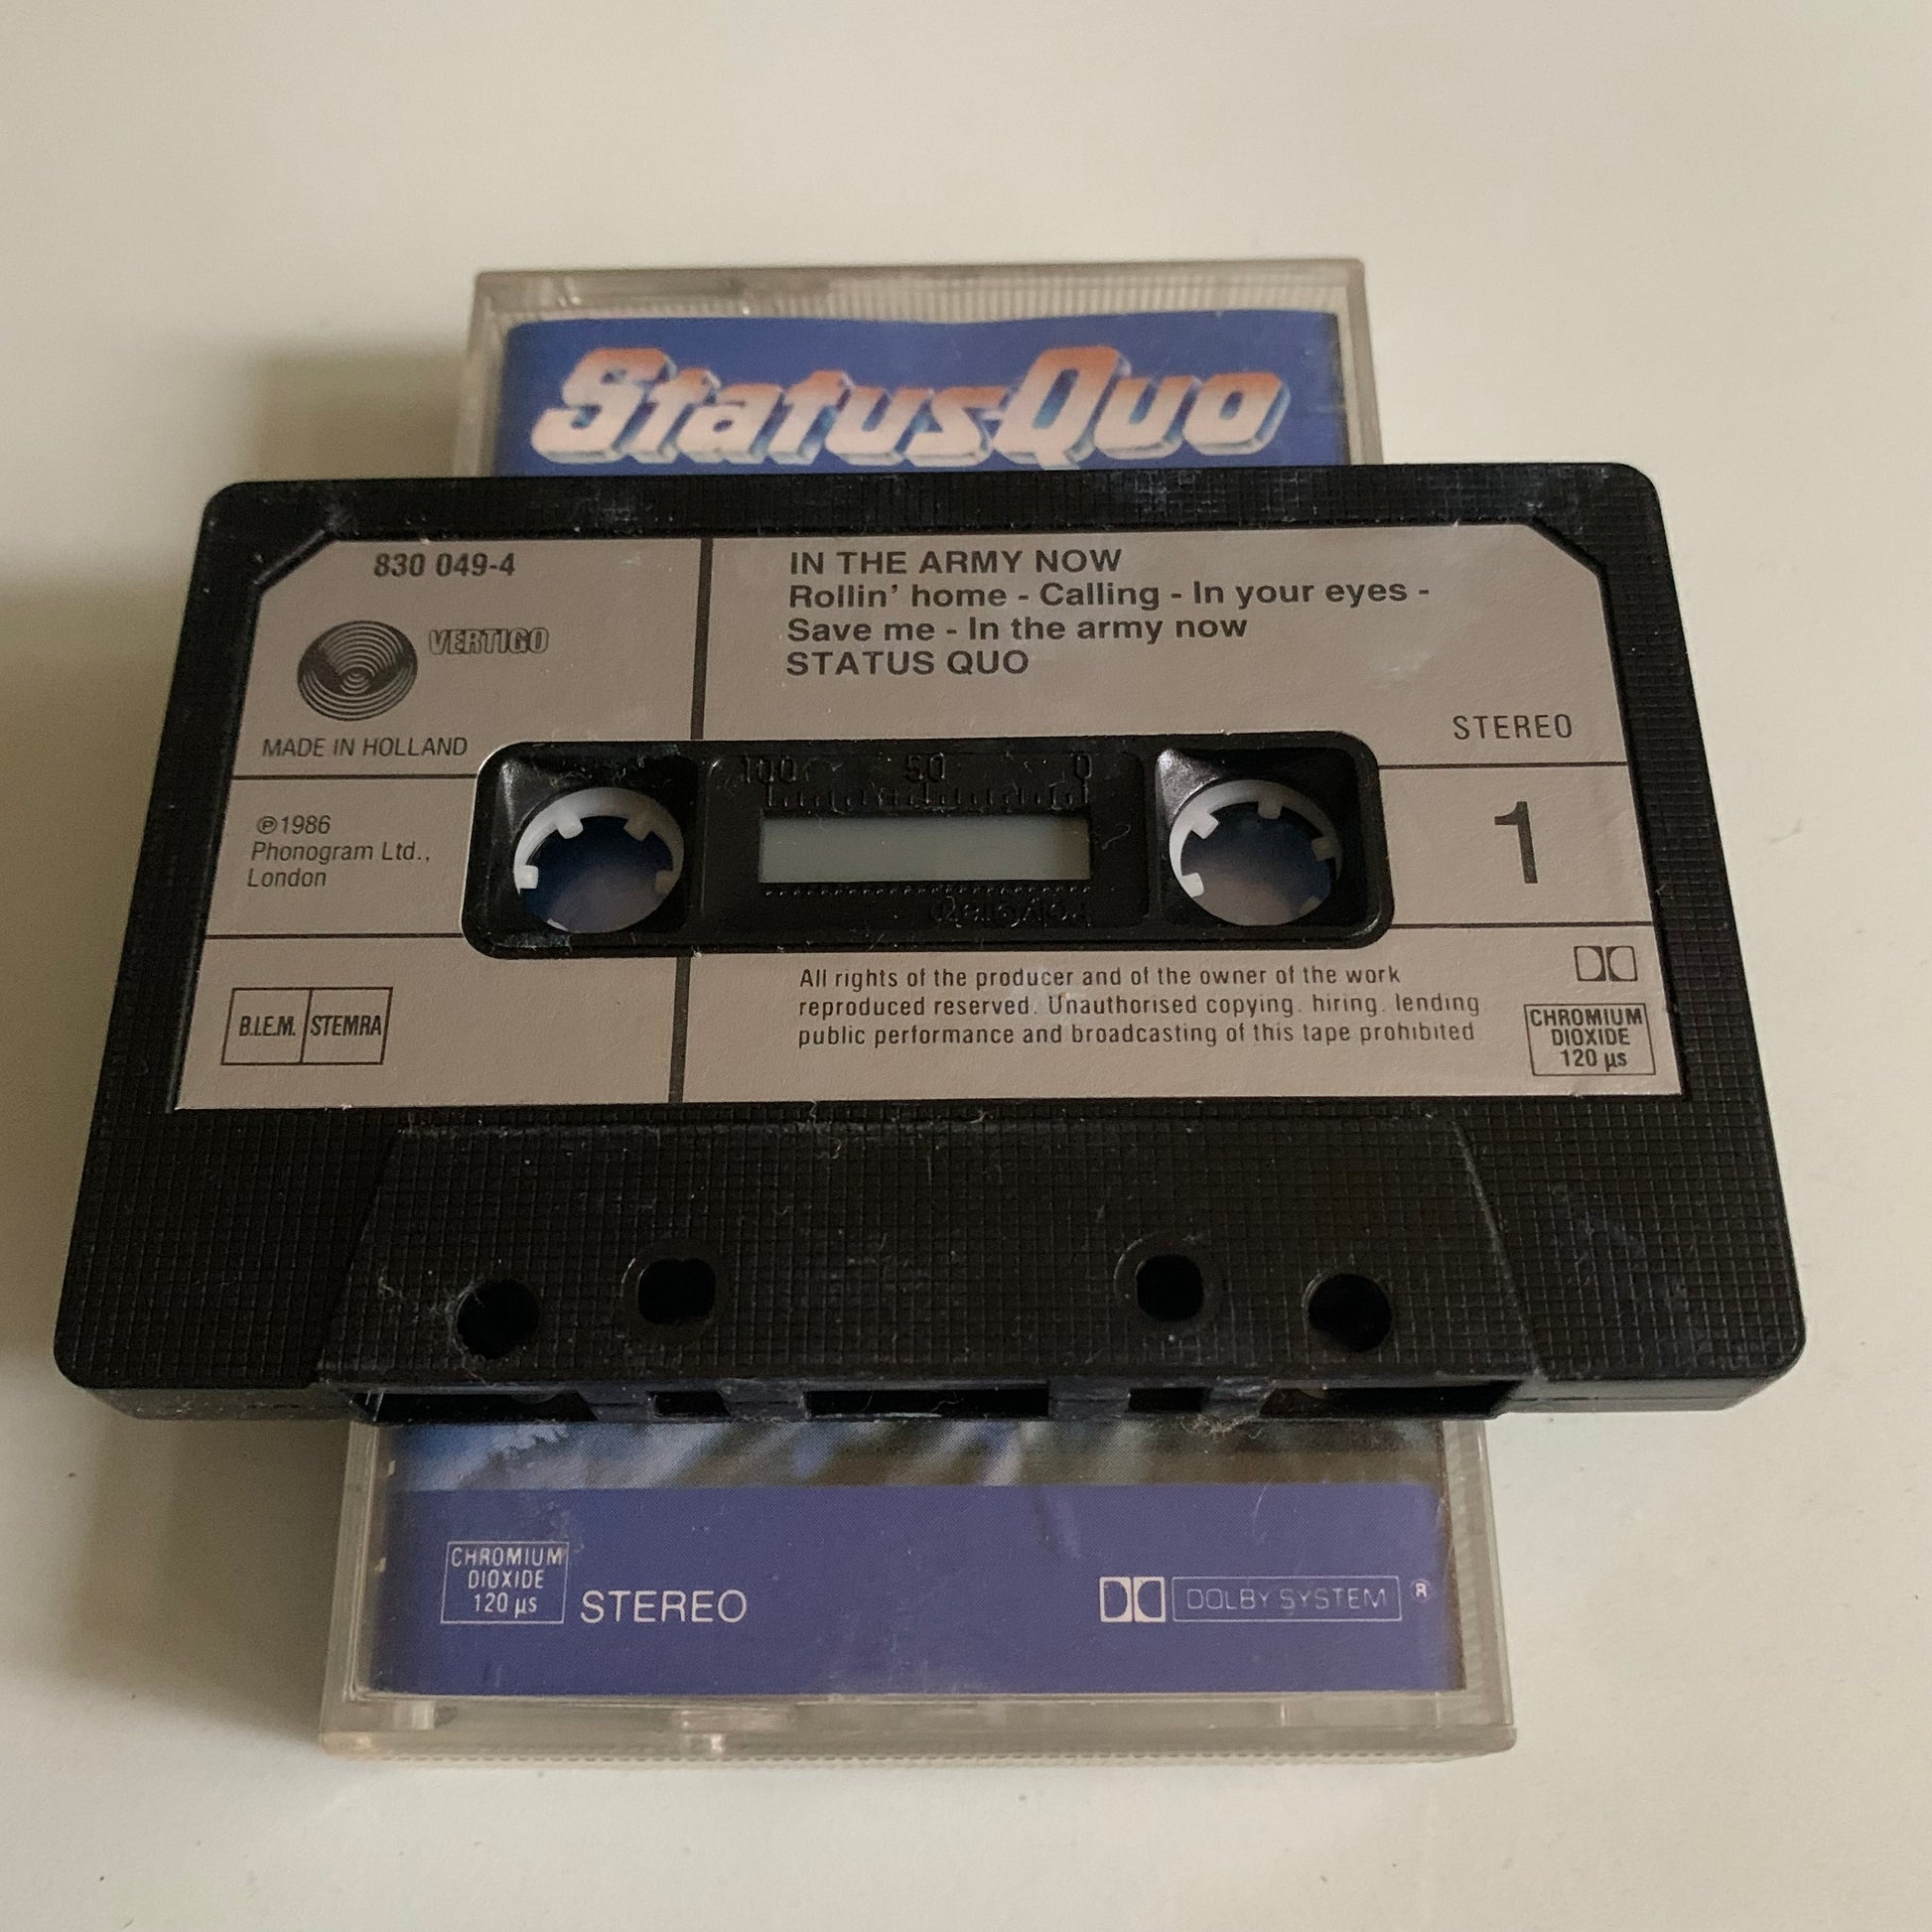 StatusQuo
830 049-4
VERTIGO
MADE IN HOLLAND
IN THE ARMY NOW
Rollin' home - Calling - In your eyes -
Save me - In the army now
STATUS QUO
STEREO
100 50 0
℗1986
Phonogram Ltd.,
London
1
B.I.E.M. STEMRA
All rights of the producer and of the owner of the work
reproduced reserved. Unauthorised copying. hiring. lending
public performance and broadcasting of this tape prohibited
CHROMIUM
DIOXIDE
120 µs
CHROMIUM
DIOXIDE
120 µs
STEREO
DOLBY SYSTEM ®